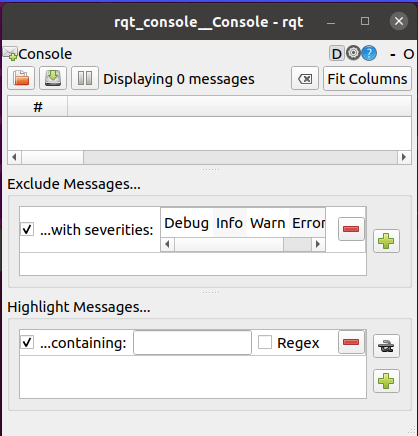 rqt_console__Console - rqt
Console D ? - O
Displaying 0 messages Fit Columns
#
Exclude Messages...
...with severities: Debug Info Warn Error
Highlight Messages...
...containing: Regex